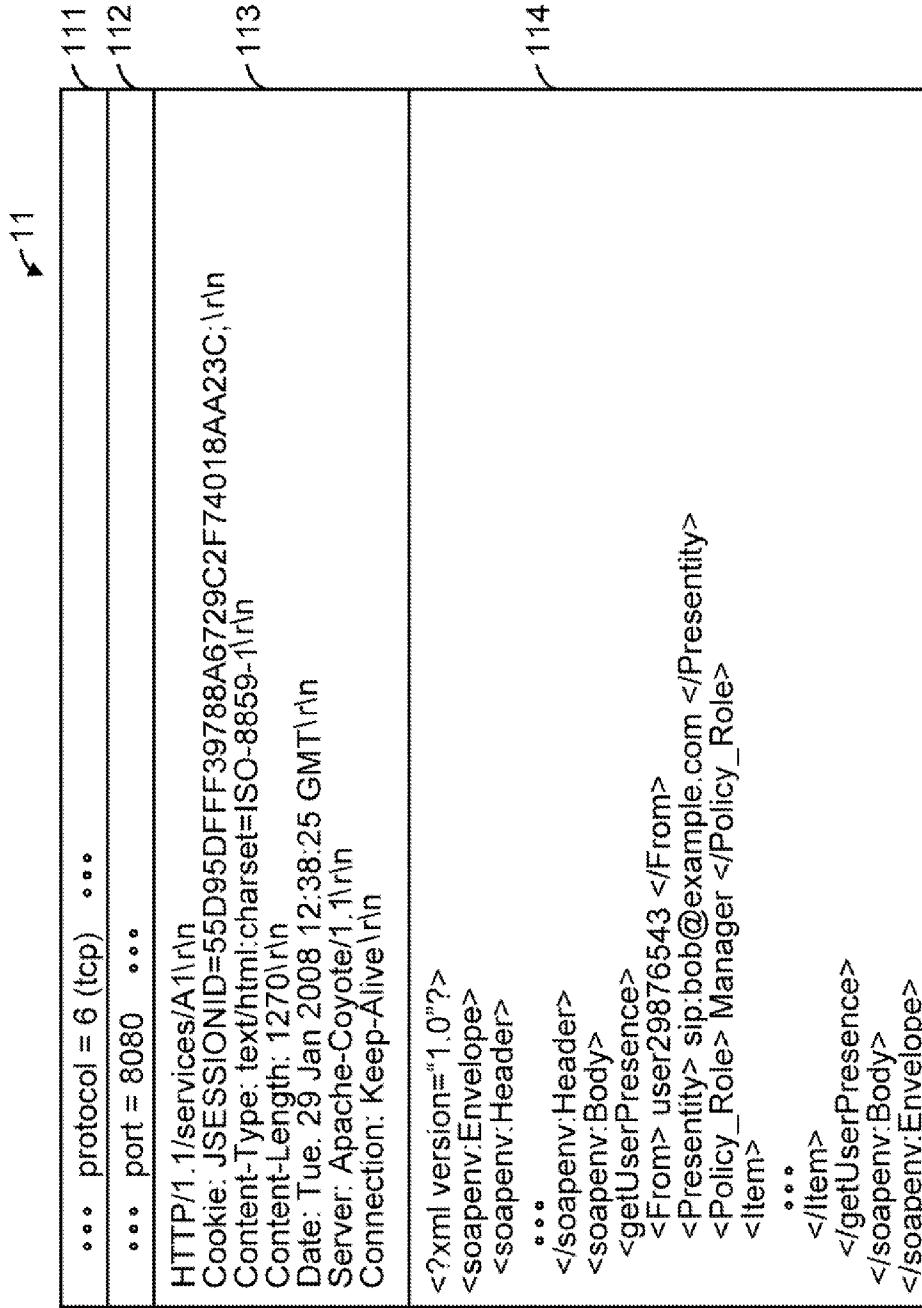 11
••• protocol = 6 (tcp) •••
111
••• port = 8080 •••
112
HTTP/1.1/services/A1\r\n
Cookie: JSESSIONID=55D95DFFF39788A6729C2F74018AA23C;\r\n
Content-Type: text/html:charset=ISO-8859-1\r\n
Content-Length: 1270\r\n
Date: Tue. 29 Jan 2008 12:38:25 GMT\r\n
Server: Apache-Coyote/1.1\r\n
Connection: Keep-Alive\r\n
113
<?xml version=“1.0”?>
<soapenv:Envelope>
<soapenv:Header>
•••
</soapenv:Header>
<soapenv:Body>
<getUserPresence>
<From> user29876543 </From>
<Presentity> sip:bob@example.com </Presentity>
<Policy_Role> Manager </Policy_Role>
<Item>
•••
</Item>
</getUserPresence>
</soapenv:Body>
</soapenv:Envelope>
114